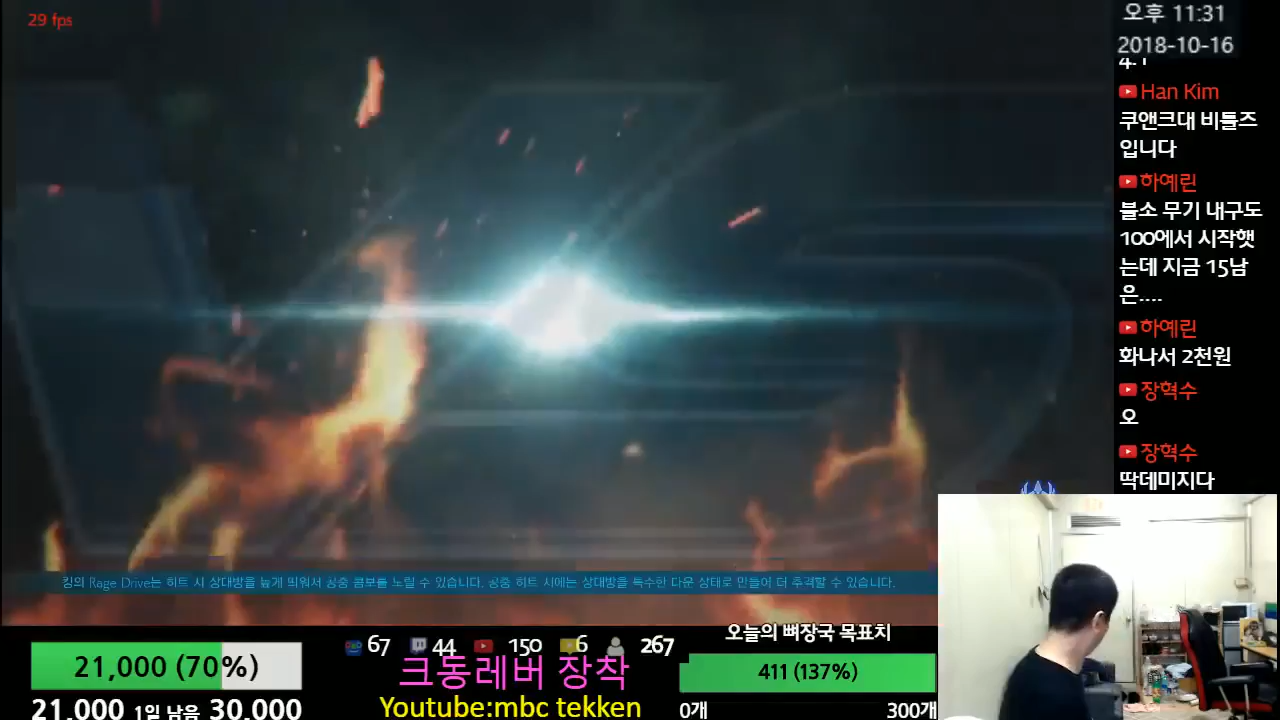 29 fps
오후 11:31
2018-10-16
Han Kim
쿠앤크대 비틀즈
입니다
하예린
블소 무기 내구도
100에서 시작햇
는데 지금 15남
은....
하예린
화나서 2천원
장혁수
오
장혁수
딱데미지다
킹의 Rage Drive는 히트 시 상대방을 높게 띄워서 공중 콤보를 노릴 수 있습니다. 공중 히트 시에는 상대방을 특수한 다운 상태로 만들어 더 추격할 수 있습니다.
67 44 150 6 267
오늘의 뼈장국 목표치
21,000 (70%)
크동레버 장착
411 (137%)
21,000 1일 남음 30,000
Youtube:mbc tekken
0개 300개